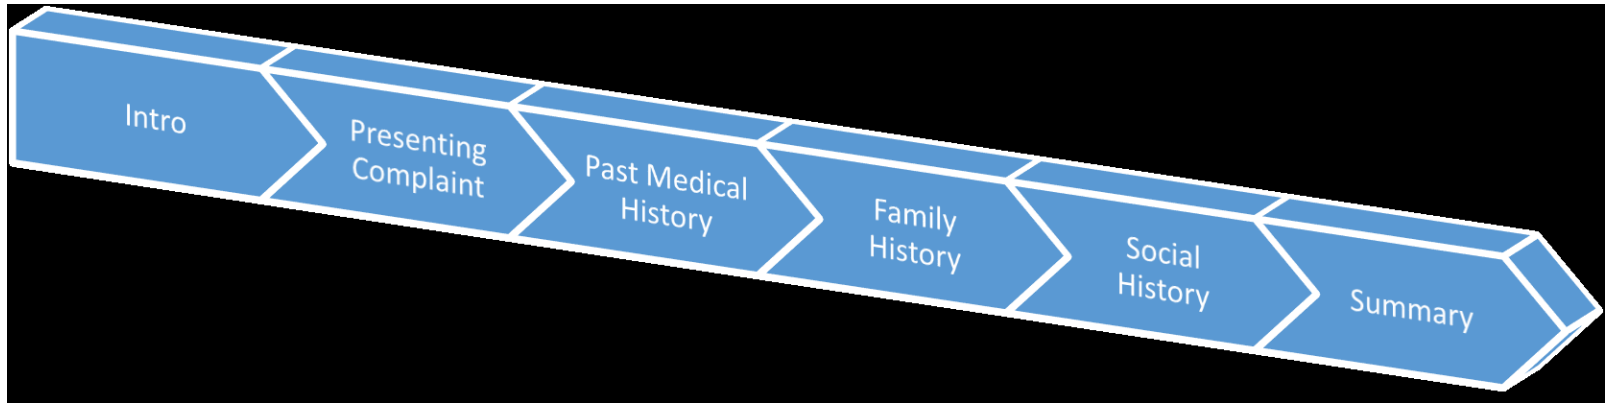 Intro
Presenting
Complaint
Past Medical
History
Family
History
Social
History
Summary